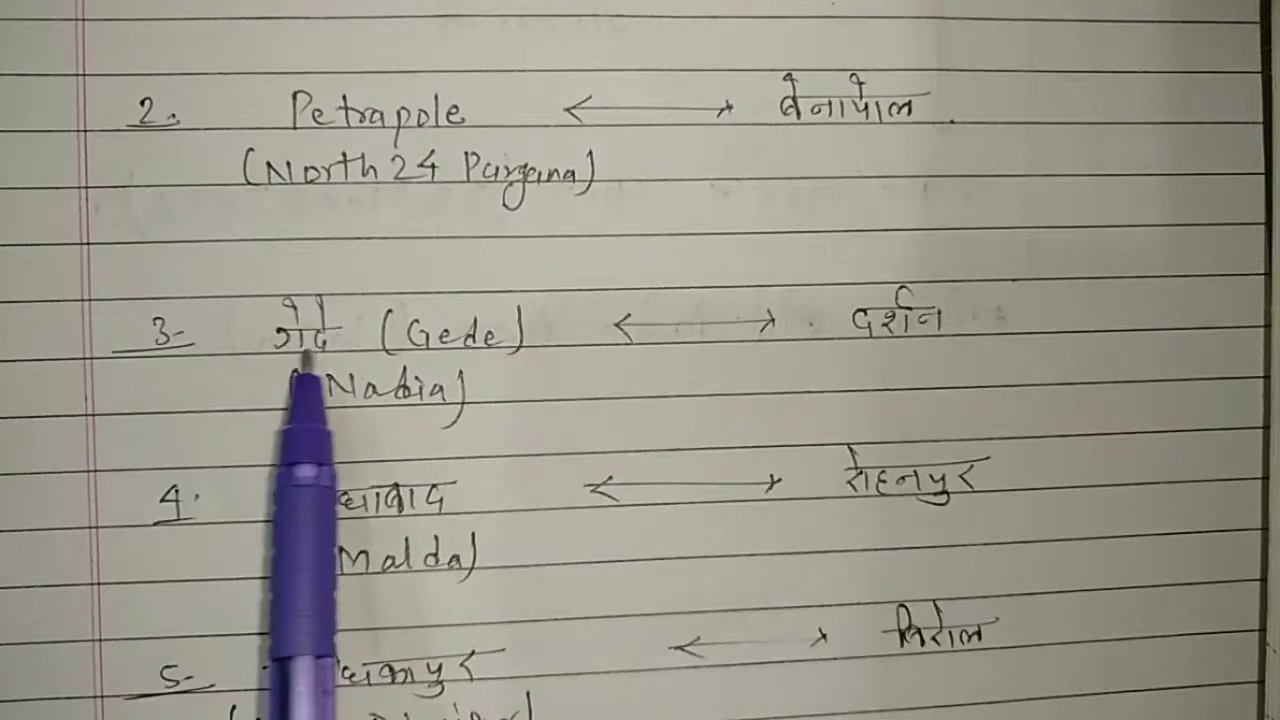 2. Petrapole ⟷ बेनापोल
(North 24 Pargana)
3- गेदे (Gede) ⟷ दर्शन
(Nadia)
4. ⟷ रोहनपुर
Malda)
5- ⟷